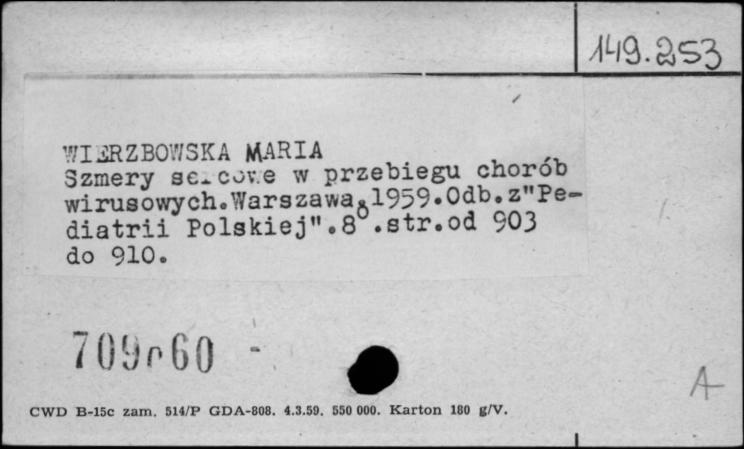 149.253
WIERZBOWSKA MARIA
Szmery sercowe w przebiegu chorób
wirusowych.Warszawa,1959.Odb.z"Pe-
diatrii Polskiej".8°.str.od 903
do 910.
709r60 -
A
CWD B-15c zam. 514/P GDA-808. 4.3.59. 550 000. Karton 180 g/V.